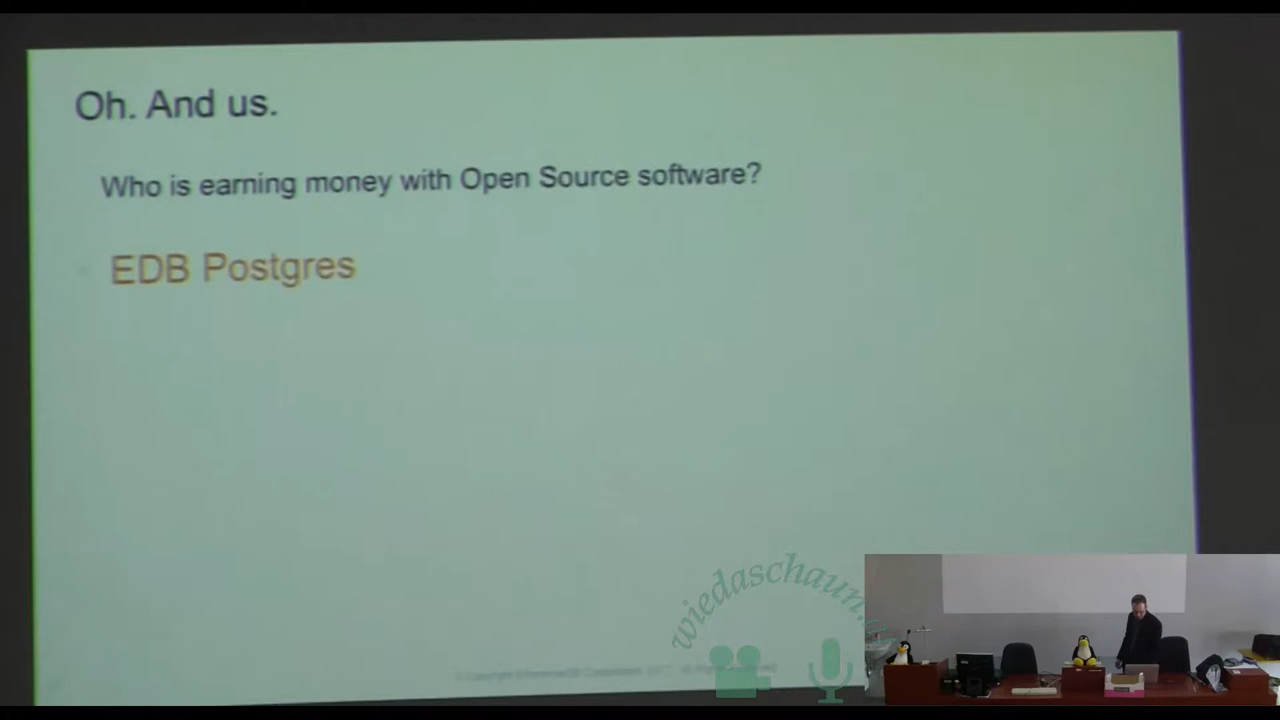 Oh. And us.
Who is earning money with Open Source software?
EDB Postgres
wiedaschaun